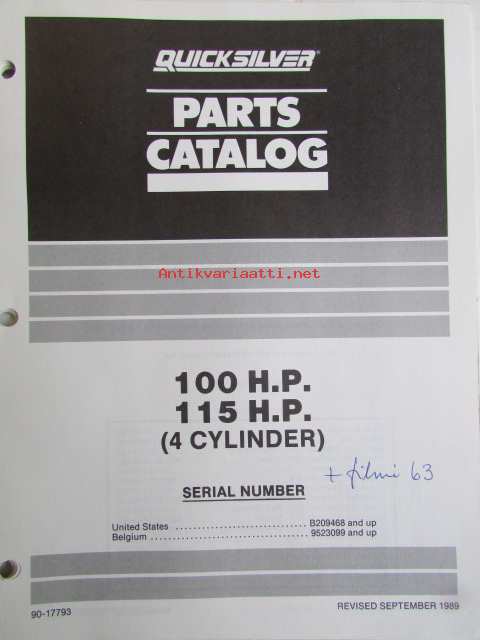 QUICKSILVER®
PARTS
CATALOG
Antikvariaatti.net
100 H.P.
115 H.P.
(4 CYLINDER)
+ filmi 63
SERIAL NUMBER
United States .............................. B209468 and up
Belgium .................................... 9523099 and up
90-17793
REVISED SEPTEMBER 1989